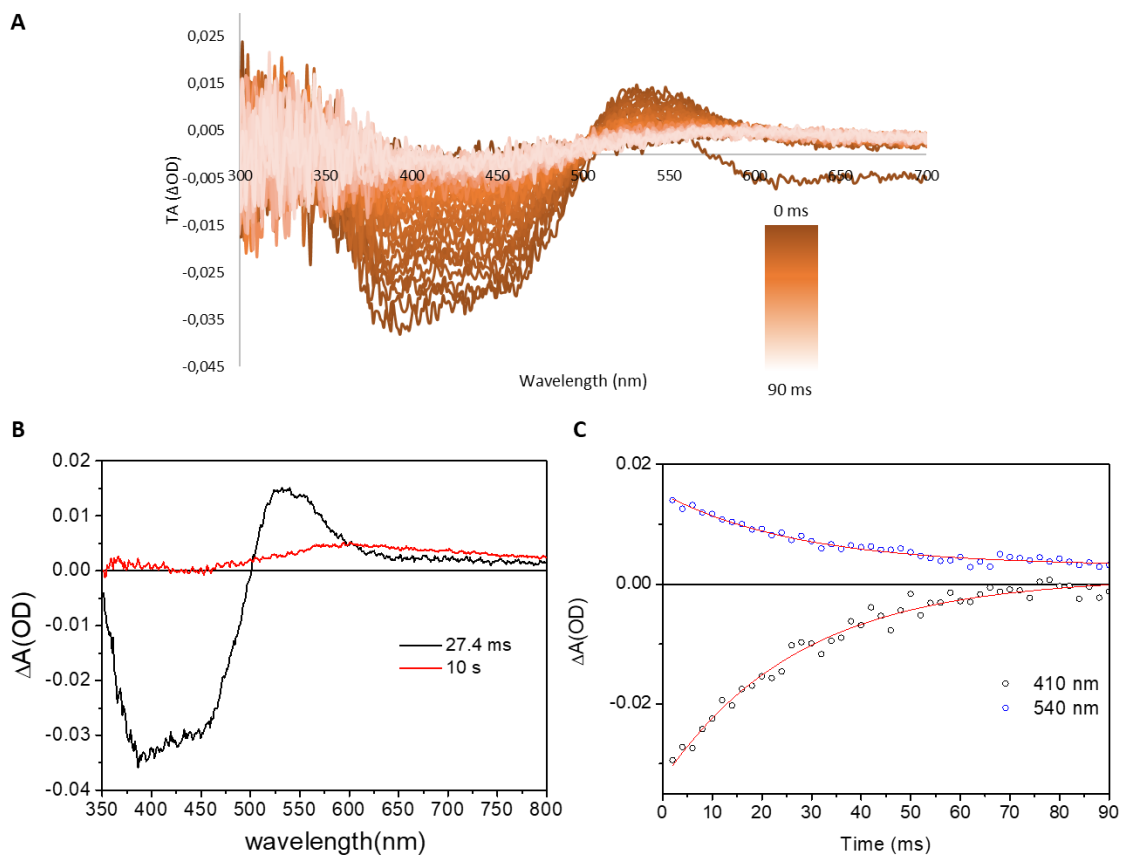 A
TA (ΔOD)
0,025
0,015
0,005
-0,005
-0,015
-0,025
-0,035
-0,045
300 350 400 450 500 550 600 650 700
Wavelength (nm)
0 ms
90 ms
B
ΔA(OD)
0.02
0.01
0.00
-0.01
-0.02
-0.03
-0.04
27.4 ms
10 s
350 400 450 500 550 600 650 700 750 800
wavelength(nm)
C
ΔA(OD)
0.02
0.00
-0.02
410 nm
540 nm
0 10 20 30 40 50 60 70 80 90
Time (ms)